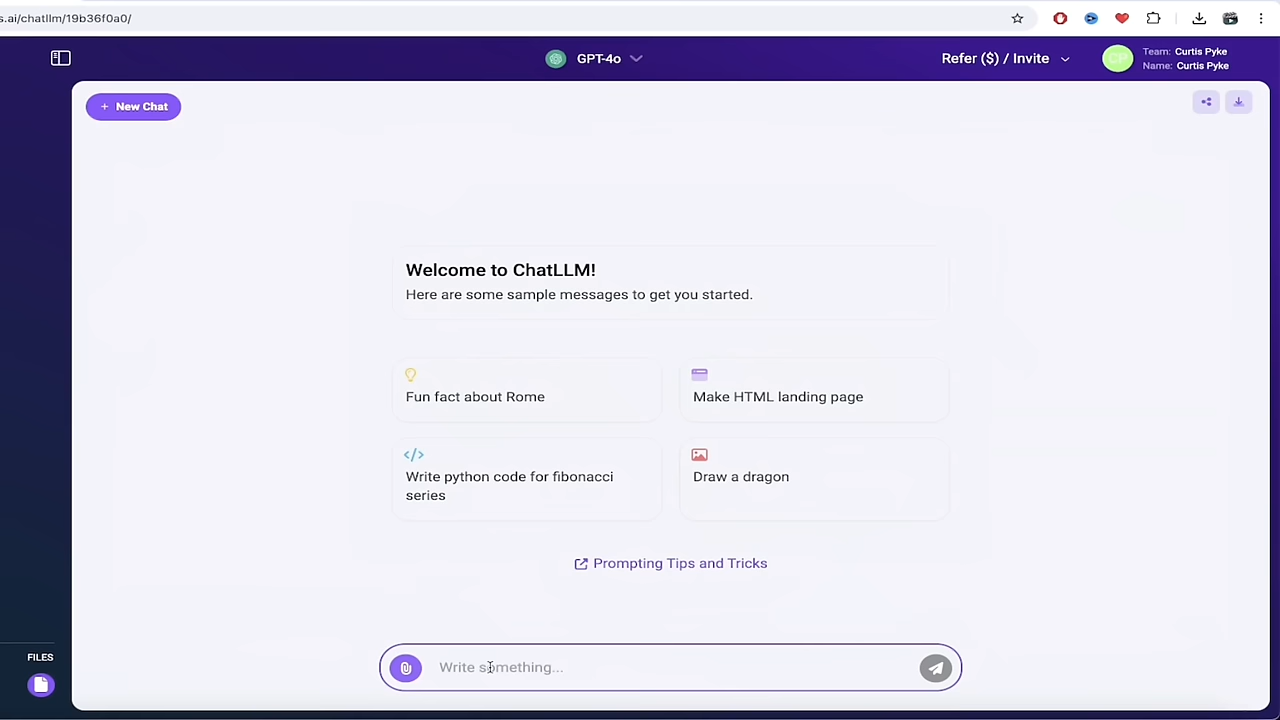 s.ai/chatllm/19b36f0a0/
GPT-4o
Refer ($) / Invite
CP
Team: Curtis Pyke
Name: Curtis Pyke
+ New Chat
Welcome to ChatLLM!
Here are some sample messages to get you started.
Fun fact about Rome
Make HTML landing page
</>
Write python code for fibonacci
series
Draw a dragon
Prompting Tips and Tricks
FILES
Write something...